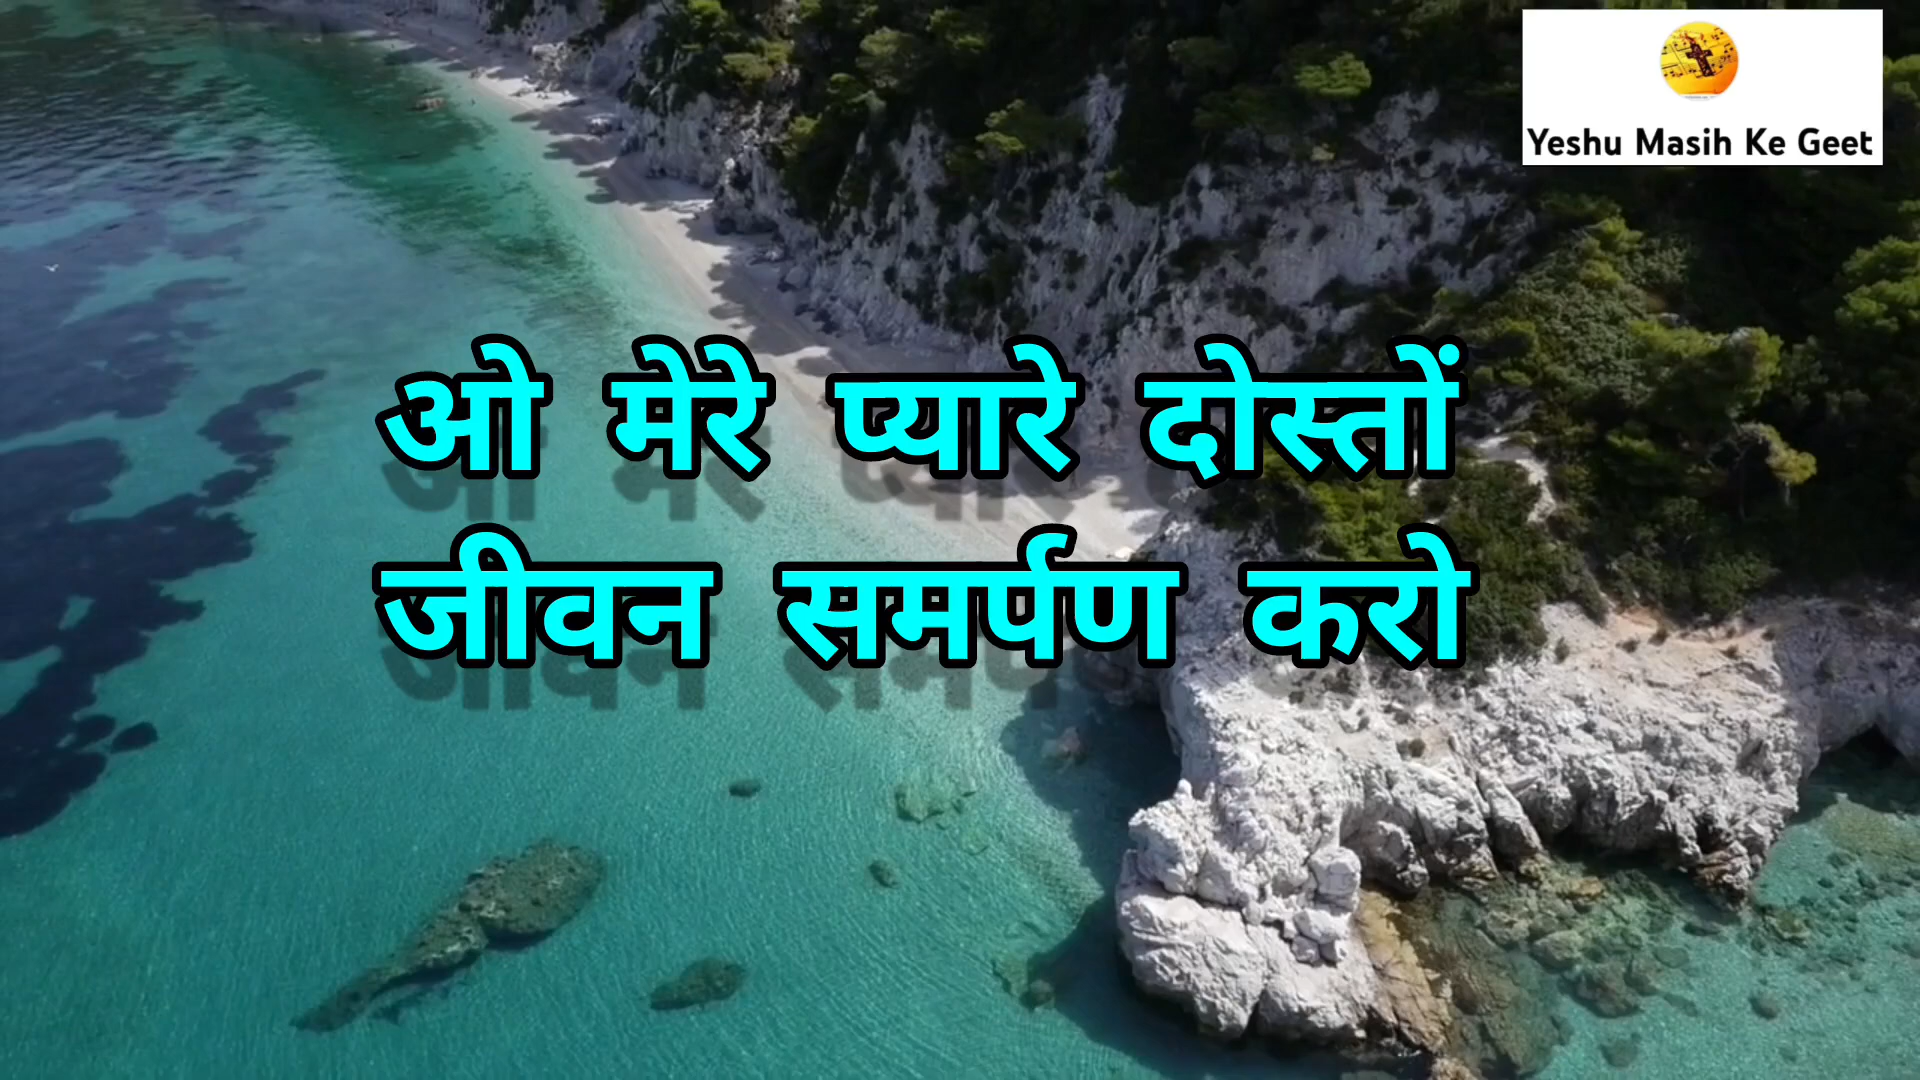 Yeshu Masih Ke Geet
ओ मेरे प्यारे दोस्तों
जीवन समर्पण करो